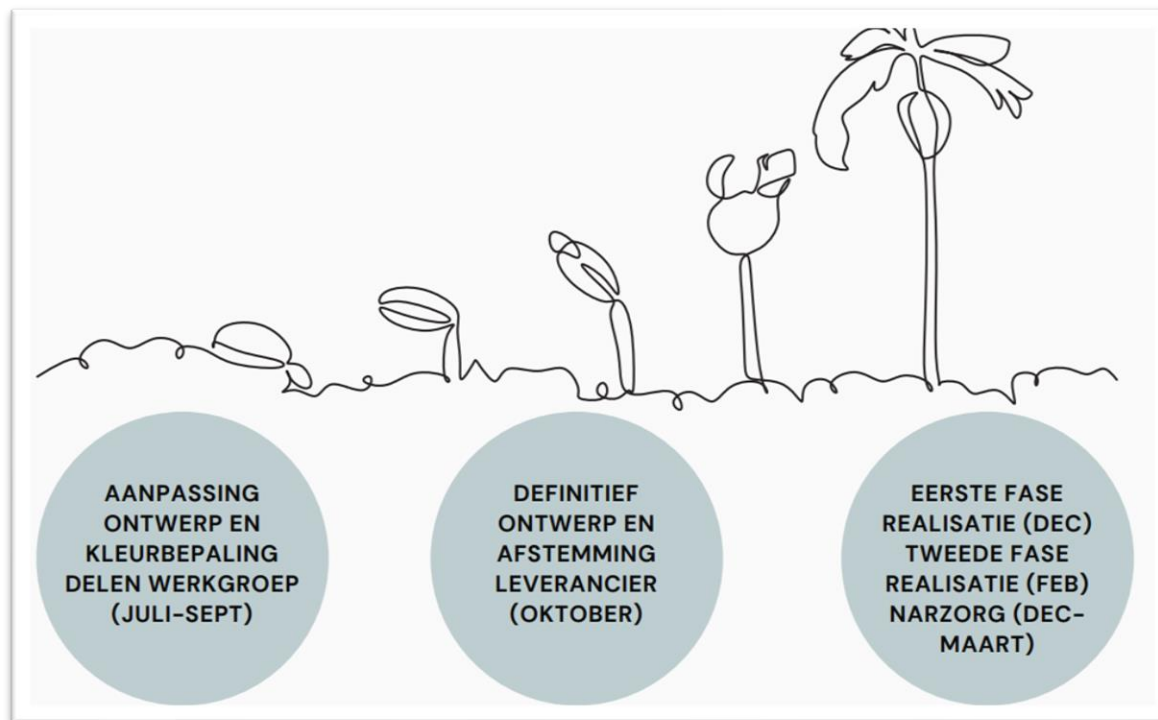 AANPASSING
ONTWERP EN
KLEURBEPALING
DELEN WERKGROEP
(JULI-SEPT)
DEFINITIEF
ONTWERP EN
AFSTEMMING
LEVERANCIER
(OKTOBER)
EERSTE FASE
REALISATIE (DEC)
TWEEDE FASE
REALISATIE (FEB)
NARZORG (DEC-
MAART)